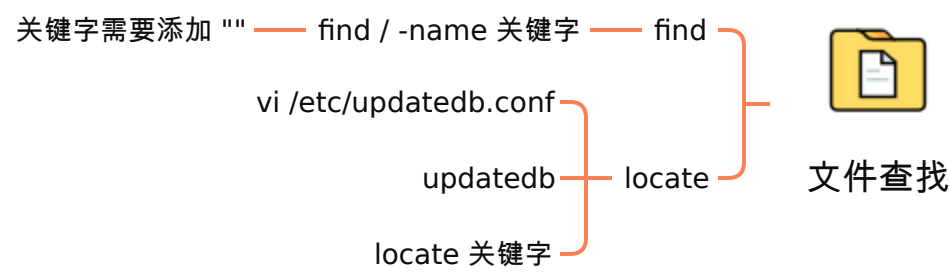 关键字需要添加 "" find / -name 关键字 find
vi /etc/updatedb.conf
updatedb locate 文件查找
locate 关键字